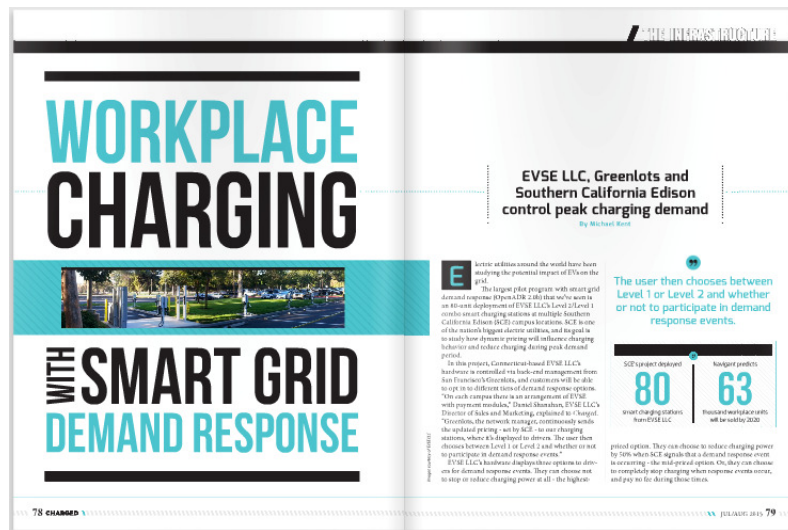 THE INFRASTRUCTURE
WORKPLACE
CHARGING
WITH SMART GRID
DEMAND RESPONSE
EVSE LLC, Greenlots and
Southern California Edison
control peak charging demand
By Michael Kent
Electric utilities around the world have been
studying the potential impact of EVs on the
grid.
The largest pilot program with smart grid
demand response (OpenADR 2.0b) that we've seen is
an 80-unit deployment of EVSE LLC's Level 2/Level 1
combo smart charging stations at multiple Southern
California Edison (SCE) campus locations. SCE is one
of the nation's biggest electric utilities, and its goal is
to study how dynamic pricing will influence charging
behavior and reduce charging during peak demand
period.
In this project, Connecticut-based EVSE LLC's
hardware is controlled via back-end management from
San Francisco's Greenlots, and customers will be able
to opt in to different tiers of demand response options.
"On each campus there is an arrangement of EVSE
with payment modules," Daniel Shanahan, EVSE LLC's
Director of Sales and Marketing, explained to Charged.
"Greenlots, the network manager, continuously sends
the updated pricing - set by SCE - to our charging
stations, where it's displayed to drivers. The user then
chooses between Level 1 or Level 2 and whether or not
to participate in demand response events."
EVSE LLC's hardware displays three options to driv-
ers for demand response events. They can choose not
to stop or reduce charging power at all - the highest-
The user then chooses between
Level 1 or Level 2 and whether
or not to participate in demand
response events.
SCE's project deployed
80
smart charging stations
from EVSE LLC
Navigant predicts
63
thousand workplace units
will be sold by 2020
priced option. They can choose to reduce charging power
by 50% when SCE signals that a demand response event
is occurring - the mid-priced option. Or, they can choose
to completely stop charging when response events occur,
and pay no fee during those times.
78 CHARGED
JUL/AUG 2015 79